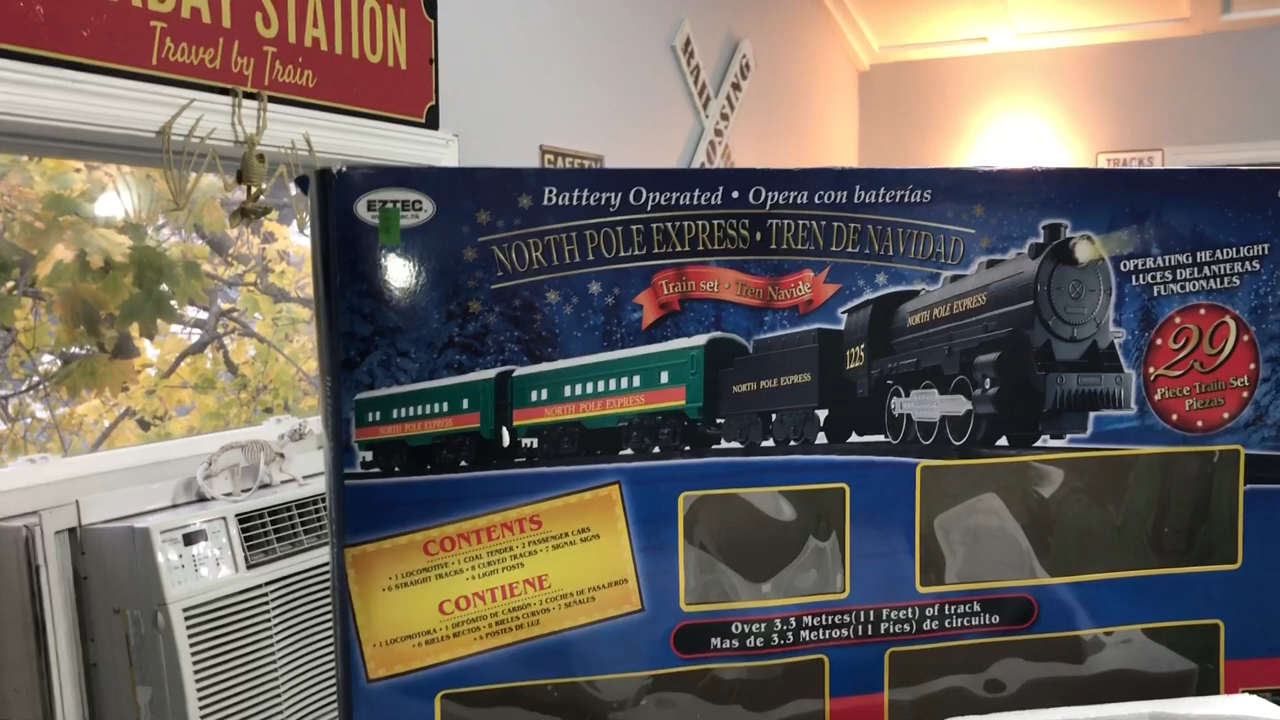 DAY STATION
Travel by Train
RAIL
SAFETY
TRACKS
EZTEC
Battery Operated • Opera con baterías
NORTH POLE EXPRESS • TREN DE NAVIDAD
Train set • Tren Navide
OPERATING HEADLIGHT
LUCES DELANTERAS
FUNCIONALES
29
Piece Train Set
Piezas
NORTH POLE EXPRESS
1225
NORTH POLE EXPRESS
NORTH POLE EXPRESS
NORTH POLE EXPRESS
CONTENTS
• 1 LOCOMOTIVE • 1 COAL TENDER • 2 PASSENGER CARS
• 6 STRAIGHT TRACKS • 8 CURVED TRACKS • 7 SIGNAL SIGNS
• 4 LIGHT POSTS
CONTIENE
• 1 LOCOMOTORA • 1 DEPÓSITO DE CARBÓN • 2 COCHES DE PASAJEROS
• 6 RIELES RECTOS • 8 RIELES CURVOS • 7 SEÑALES
• 4 POSTES DE LUZ
Over 3.3 Metres(11 Feet) of track
Mas de 3.3 Metros(11 Pies) de circuito